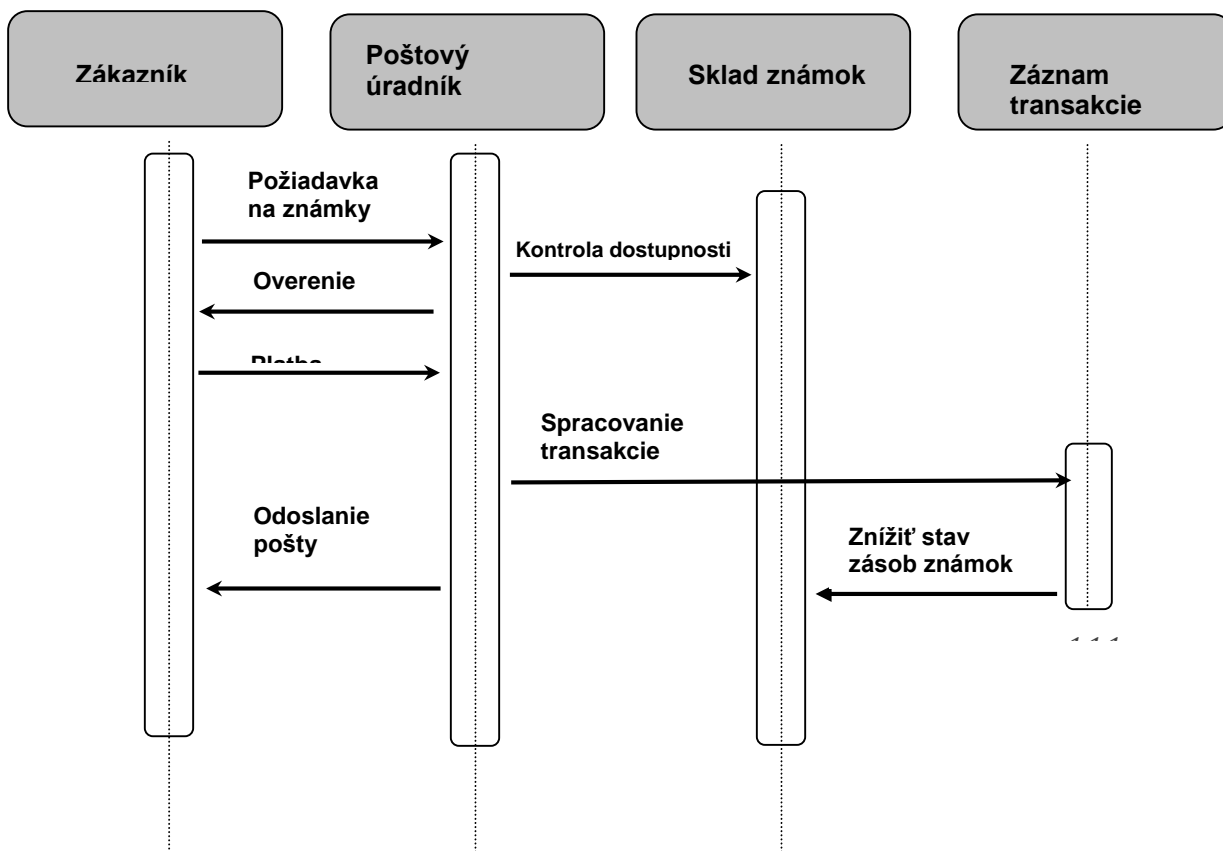 Zákazník
Poštový
úradník
Sklad známok
Záznam
transakcie
Požiadavka
na známky
Kontrola dostupnosti
Overenie
Platba
Spracovanie
transakcie
Odoslanie
pošty
Znížiť stav
zásob známok